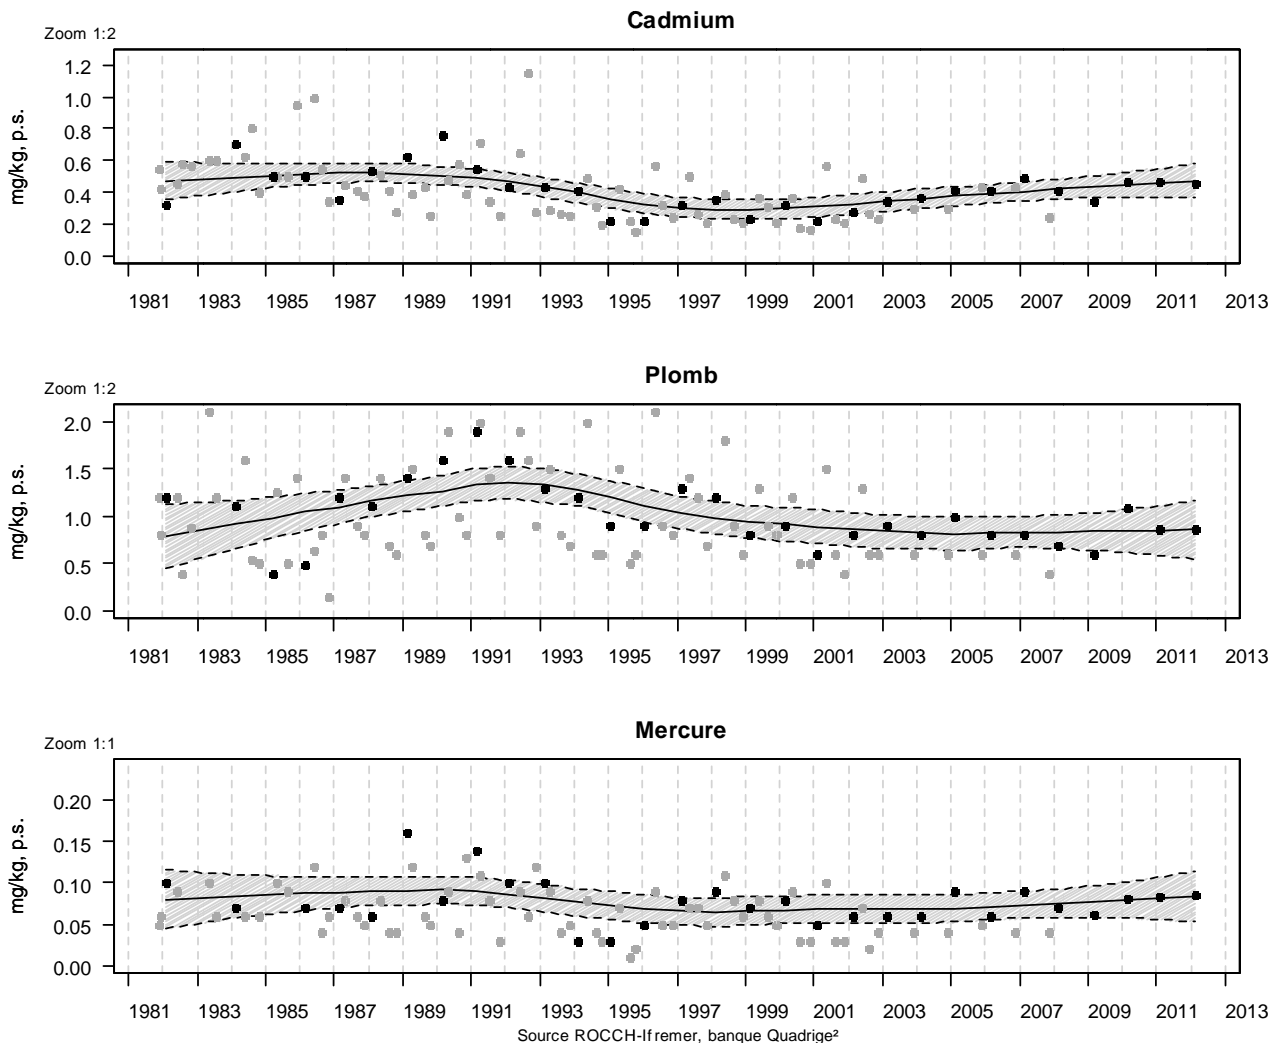 Cadmium
Zoom 1:2
mg/kg, p.s.
1.2
1.0
0.8
0.6
0.4
0.2
0.0
1981 1983 1985 1987 1989 1991 1993 1995 1997 1999 2001 2003 2005 2007 2009 2011 2013
Plomb
Zoom 1:2
mg/kg, p.s.
2.0
1.5
1.0
0.5
0.0
1981 1983 1985 1987 1989 1991 1993 1995 1997 1999 2001 2003 2005 2007 2009 2011 2013
Mercure
Zoom 1:1
mg/kg, p.s.
0.20
0.15
0.10
0.05
0.00
1981 1983 1985 1987 1989 1991 1993 1995 1997 1999 2001 2003 2005 2007 2009 2011 2013
Source ROCCH-Ifremer, banque Quadrige²